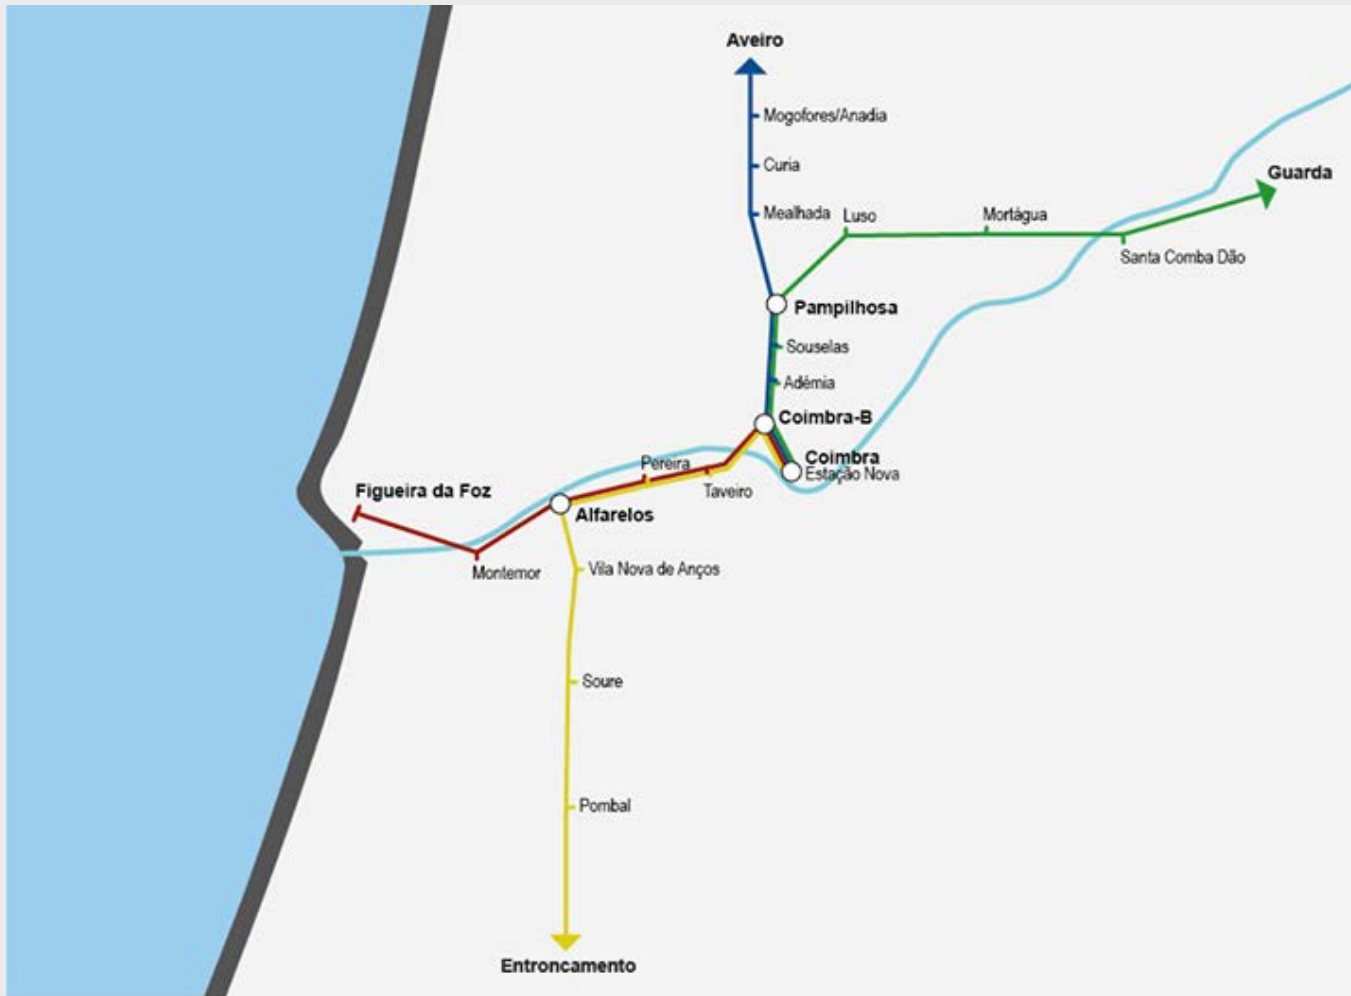 Aveiro
Mogofores/Anadia
Curia
Guarda
Mealhada
Luso
Mortágua
Santa Comba Dão
Pampilhosa
Souselas
Adémia
Coimbra-B
Coimbra
Estação Nova
Pereira
Taveiro
Figueira da Foz
Alfarelos
Montemor
Vila Nova de Anços
Soure
Pombal
Entroncamento